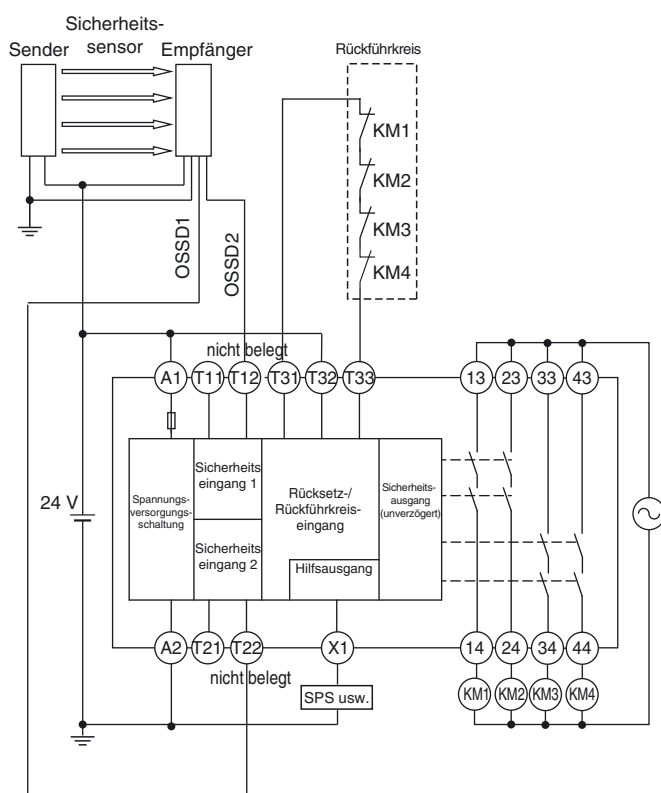 Sicherheits-
sensor
Sender
Empfänger
Rückführkreis
KM1
KM2
KM3
KM4
OSSD1
OSSD2
nicht belegt
A1
T11
T12
T31
T32
T33
13
23
33
43
24 V
Spannungs-
versorgungs-
schaltung
Sicherheits
eingang 1
Sicherheits
eingang 2
Rücksetz-/
Rückführkreis-
eingang
Hilfsausgang
Sicherheits-
ausgang
(unverzögert)
A2
T21
T22
X1
14
24
34
44
nicht belegt
SPS usw.
KM1
KM2
KM3
KM4